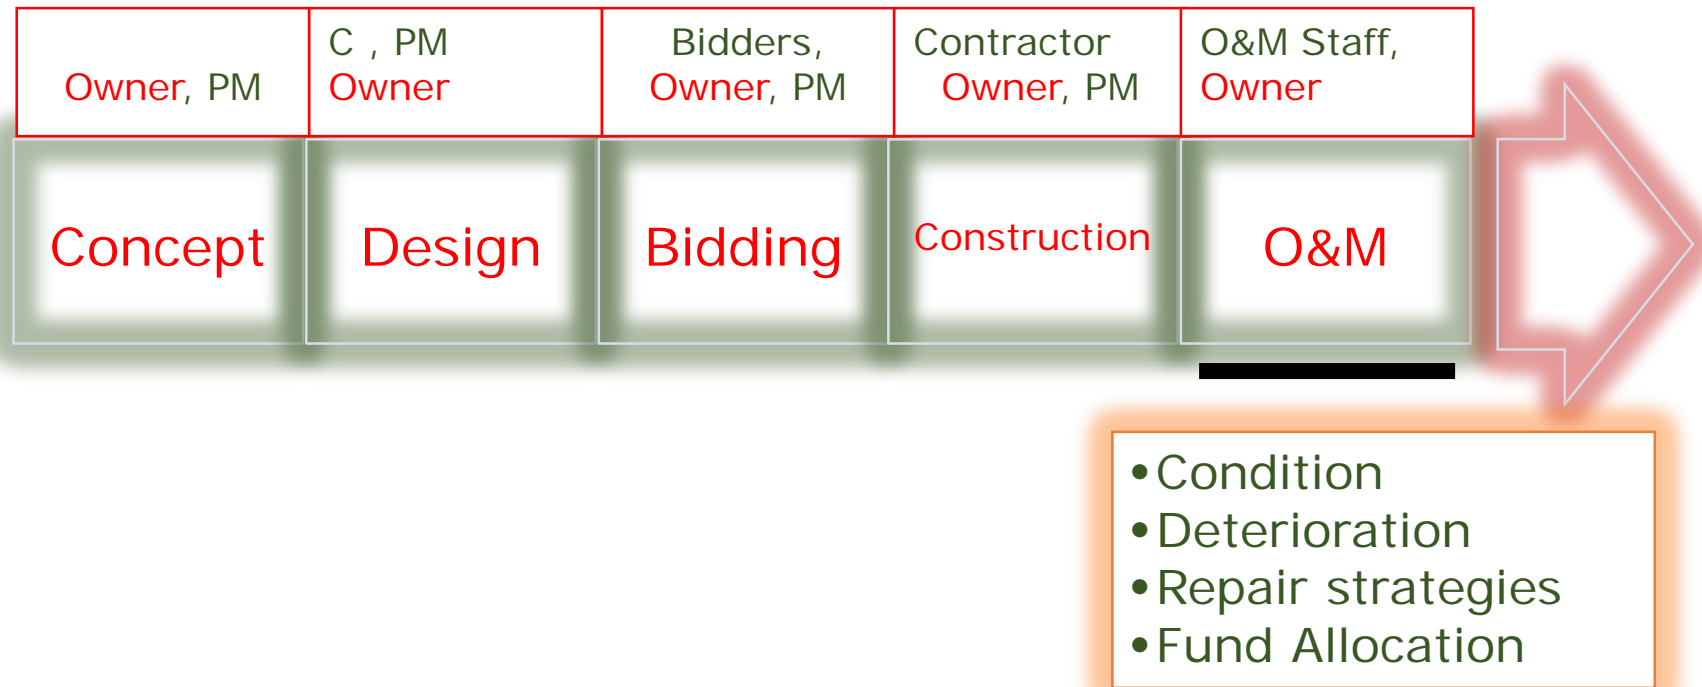 Owner, PM
C , PM
Owner
Bidders,
Owner, PM
Contractor
Owner, PM
O&M Staff,
Owner
Concept
Design
Bidding
Construction
O&M
•Condition
•Deterioration
•Repair strategies
•Fund Allocation